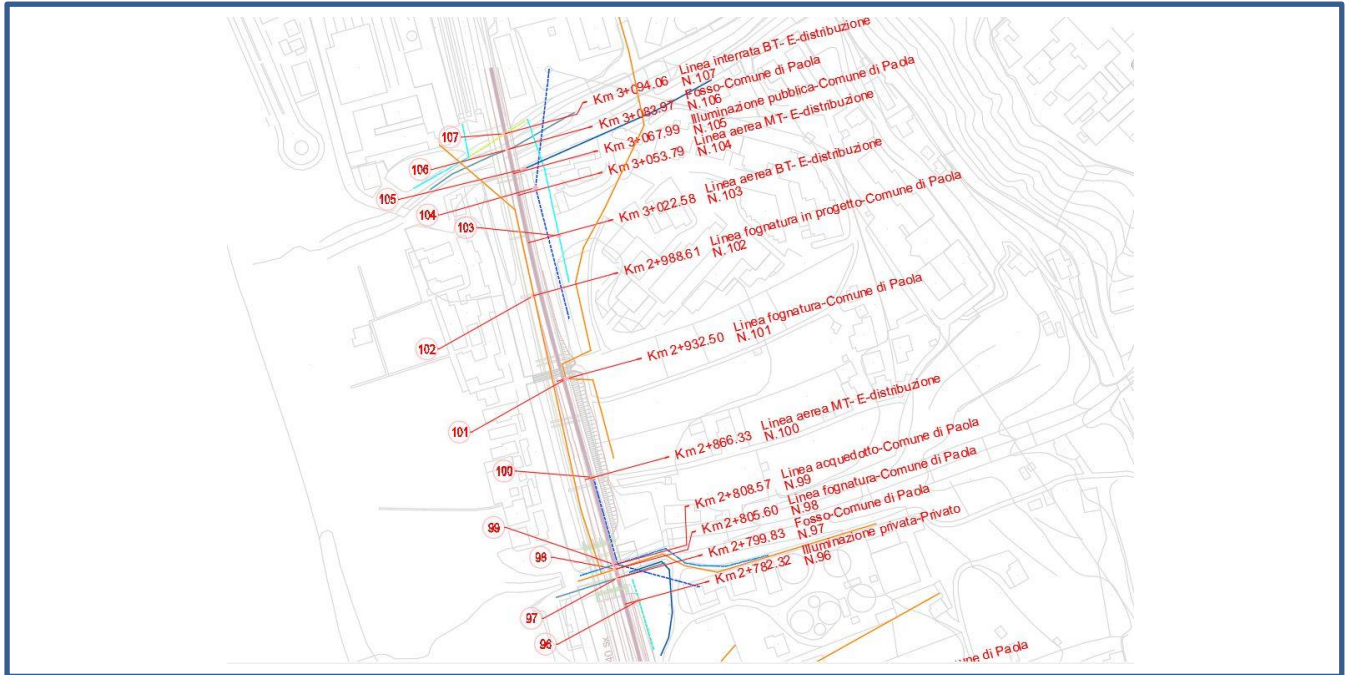 Km 3+094.06 Linea interrata BT- E-distribuzione
N.107
Km 3+083.97 Fosso-Comune di Paola
N.106
Km 3+067.99 Illuminazione pubblica-Comune di Paola
N.105
Km 3+053.79 Linea aerea MT- E-distribuzione
N.104
Km 3+022.58 Linea aerea BT- E-distribuzione
N.103
Km 2+988.61 Linea fognatura in progetto-Comune di Paola
N.102
Km 2+932.50 Linea fognatura-Comune di Paola
N.101
Km 2+866.33 Linea aerea MT- E-distribuzione
N.100
Km 2+808.57 Linea acquedotto-Comune di Paola
N.99
Km 2+805.60 Linea fognatura-Comune di Paola
N.98
Km 2+799.83 Fosso-Comune di Paola
N.97
Km 2+782.32 Illuminazione privata-Privato
N.96
107
106
105
104
103
102
101
100
99
98
97
96
di Paola